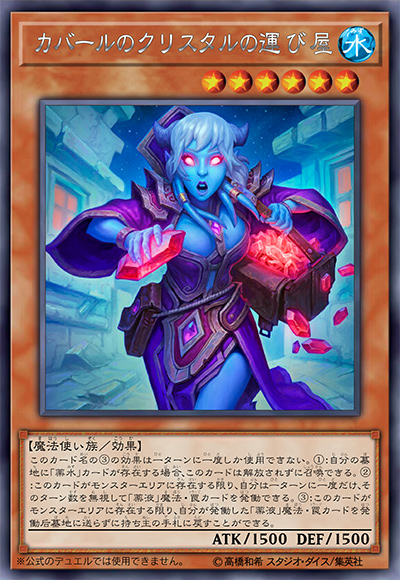 カバールのクリスタルの運び屋
水
【魔法使い族／効果】
このカード名の③の効果は一ターンに一度しか使用できない。①:自分の墓
地に「薬水」カードが存在する場合、このカードは解放されずに召喚できる。②
:このカードがモンスターエリアに存在する限り、自分は一ターンに一度だけ、そ
のターン数を無視して「薬液」魔法・罠カードを発動できる。③:このカードが
モンスターエリアに存在する限り、自分が発動した「薬液」魔法・罠カードを発
動後墓地に送らずに持ち主の手札に戻すことができる。
ATK/1500 DEF/1500
※公式のデュエルでは使用できません。 ©高橋和希 スタジオ・ダイス/集英社